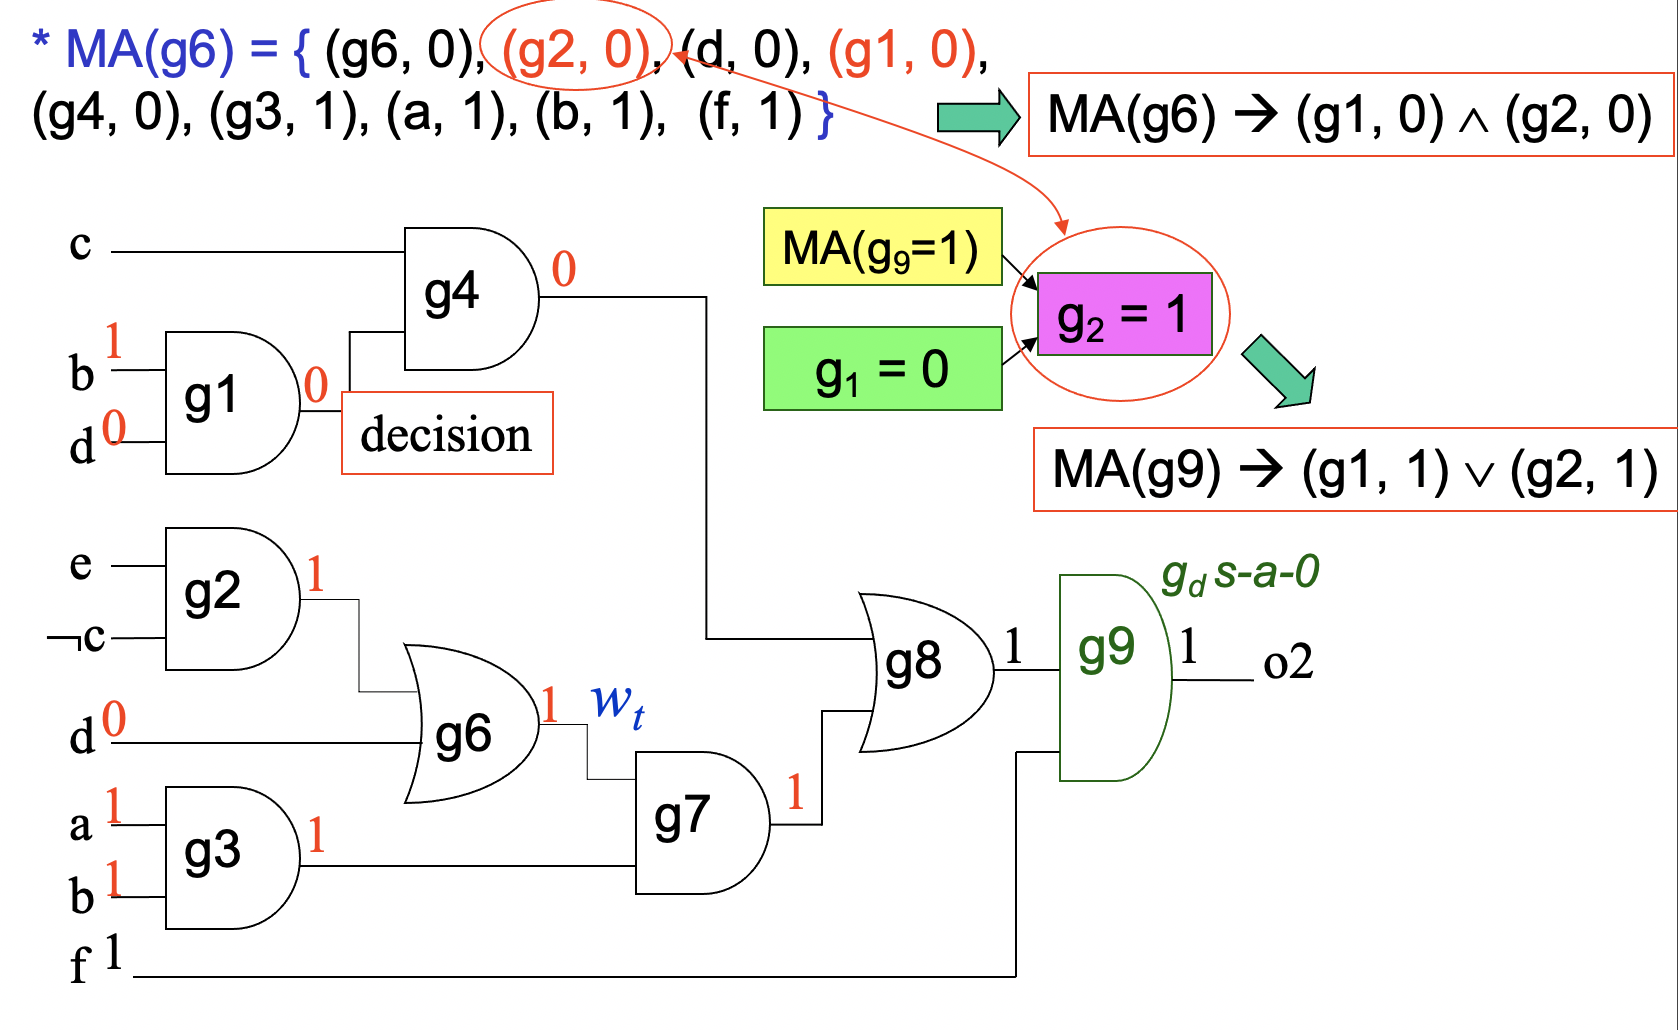 * MA(g6) = { (g6, 0), (g2, 0), (d, 0), (g1, 0),
(g4, 0), (g3, 1), (a, 1), (b, 1), (f, 1) }
MA(g6) → (g1, 0) ∧ (g2, 0)
MA(g₉=1)
g₁ = 0
g₂ = 1
MA(g9) → (g1, 1) ∨ (g2, 1)
c
g4
0
b 1
d 0
g1
0
decision
e
¬c
g2
1
d 0
g6
1
wₜ
a 1
b 1
g3
1
g7
1
f 1
g8
1
g_d s-a-0
g9
1
o2